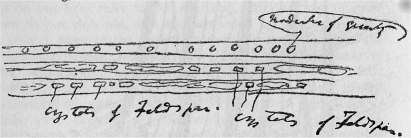 nodules of quartz
crystals of Feldspar. crystals of Feldspar.